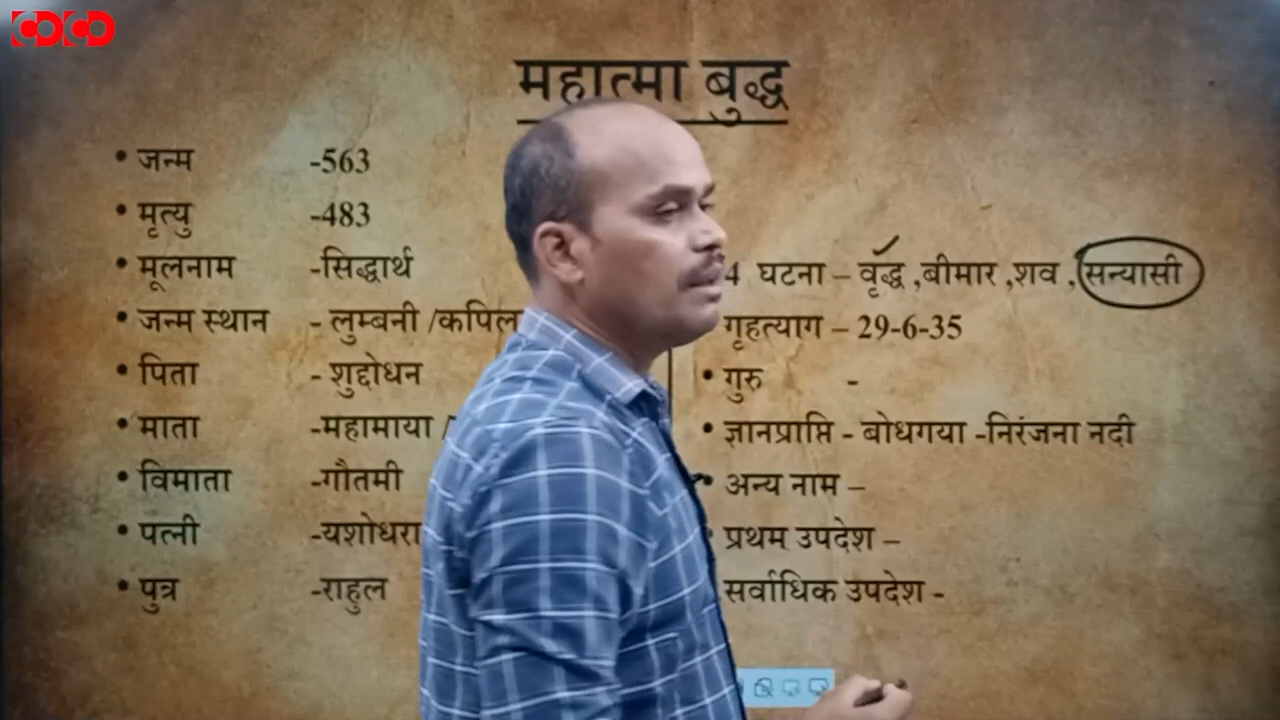 COCO
महात्मा बुद्ध
• जन्म -563
• मृत्यु -483
• मूलनाम -सिद्धार्थ
• जन्म स्थान - लुम्बनी /कपिल
• पिता - शुद्दोधन
• माता -महामाया /
• विमाता -गौतमी
• पत्नी -यशोधरा
• पुत्र -राहुल
4 घटना – वृद्ध ,बीमार ,शव ,सन्यासी
गृहत्याग – 29-6-35
• गुरु -
• ज्ञानप्राप्ति - बोधगया -निरंजना नदी
• अन्य नाम –
• प्रथम उपदेश –
सर्वाधिक उपदेश -